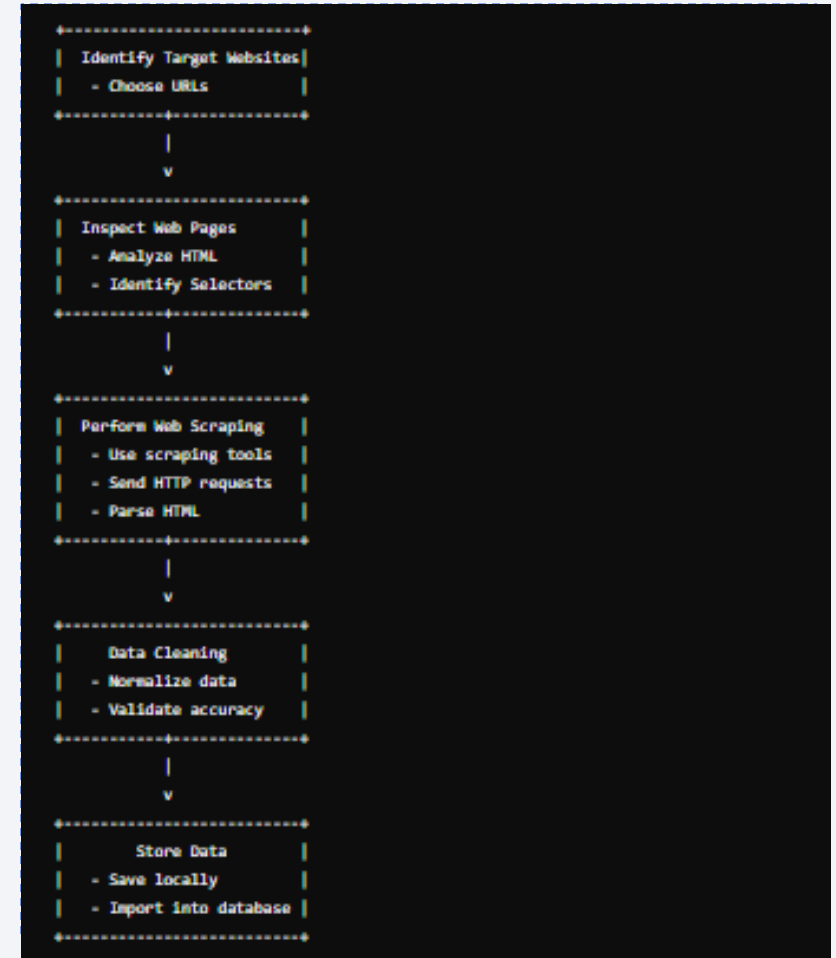 +--------------------------+
|  Identify Target Websites|
|   - Choose URLs          |
+-----------+--------------+
            |
            v
+--------------------------+
|  Inspect Web Pages       |
|   - Analyze HTML         |
|   - Identify Selectors   |
+-----------+--------------+
            |
            v
+--------------------------+
|  Perform Web Scraping    |
|   - Use scraping tools   |
|   - Send HTTP requests   |
|   - Parse HTML           |
+-----------+--------------+
            |
            v
+--------------------------+
|     Data Cleaning        |
|   - Normalize data       |
|   - Validate accuracy    |
+-----------+--------------+
            |
            v
+--------------------------+
|        Store Data        |
|   - Save locally         |
|   - Import into database |
+--------------------------+